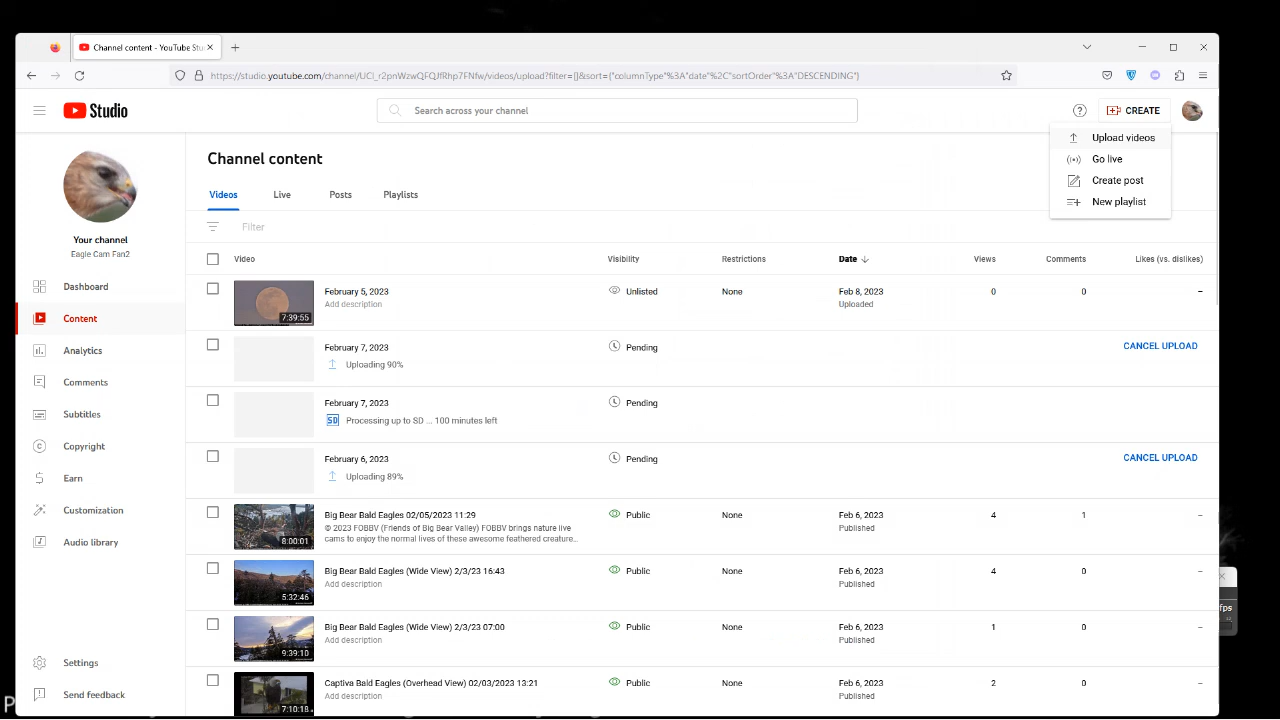 Channel content - YouTube Stu
https://studio.youtube.com/channel/UCI_r2pnWzwQFQJfRhp7FNfw/videos/upload?filter=[]&sort={"columnType"%3A"date"%2C"sortOrder"%3A"DESCENDING"}
Studio
Search across your channel
CREATE
Upload videos
Go live
Create post
New playlist
Your channel
Eagle Cam Fan2
Dashboard
Content
Analytics
Comments
Subtitles
Copyright
Earn
Customization
Audio library
Settings
Send feedback
Channel content
Videos Live Posts Playlists
Filter
Video Visibility Restrictions Date Views Comments Likes (vs. dislikes)
7:39:55
February 5, 2023 Unlisted None Feb 8, 2023 0 0 –
Add description Uploaded
February 7, 2023 Pending CANCEL UPLOAD
Uploading 90%
February 7, 2023 Pending
SD Processing up to SD ... 100 minutes left
February 6, 2023 Pending CANCEL UPLOAD
Uploading 89%
8:00:01
Big Bear Bald Eagles 02/05/2023 11:29 Public None Feb 6, 2023 4 1 –
© 2023 FOBBV (Friends of Big Bear Valley) FOBBV brings nature live Published
cams to enjoy the normal lives of these awesome feathered creature...
5:32:46
Big Bear Bald Eagles (Wide View) 2/3/23 16:43 Public None Feb 6, 2023 4 0 –
Add description Published
9:39:10
Big Bear Bald Eagles (Wide View) 2/3/23 07:00 Public None Feb 6, 2023 1 0 –
Add description Published
7:10:18
Captiva Bald Eagles (Overhead View) 02/03/2023 13:21 Public None Feb 6, 2023 2 0 –
Add description Published
fps